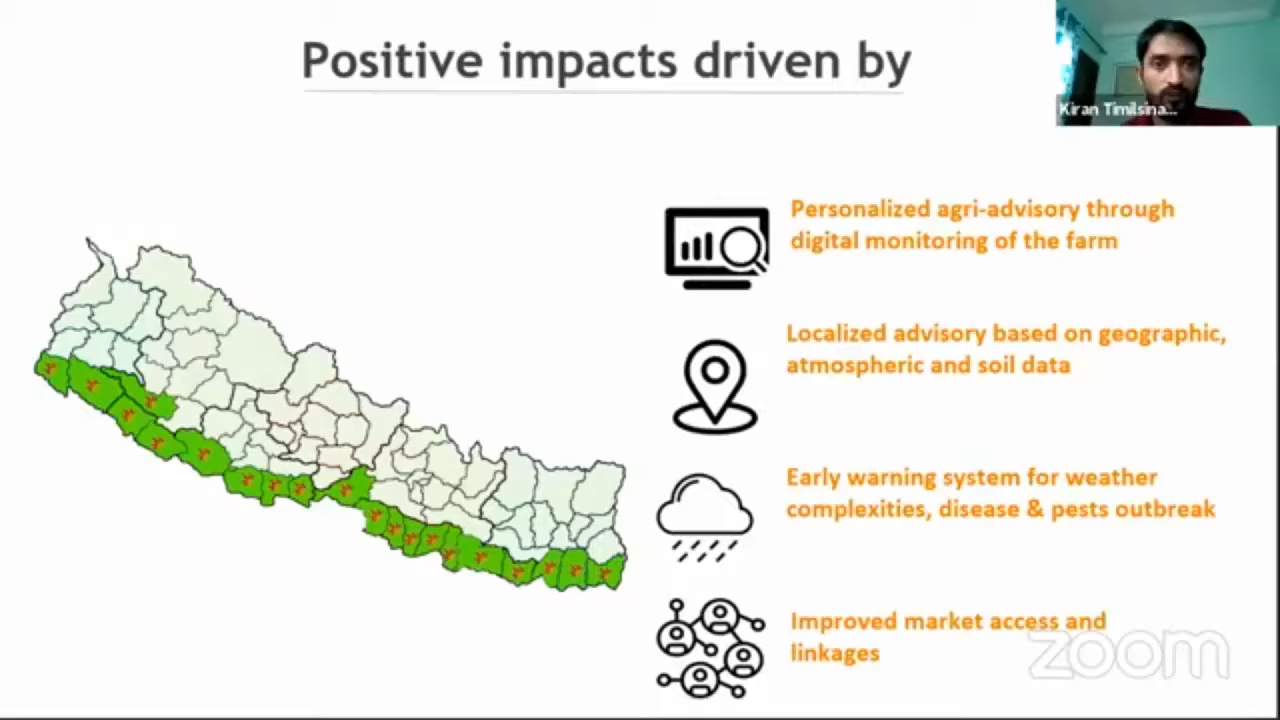 Positive impacts driven by
Kiran Timilsina...
Personalized agri-advisory through
digital monitoring of the farm
Localized advisory based on geographic,
atmospheric and soil data
Early warning system for weather
complexities, disease & pests outbreak
Improved market access and
linkages
zoom